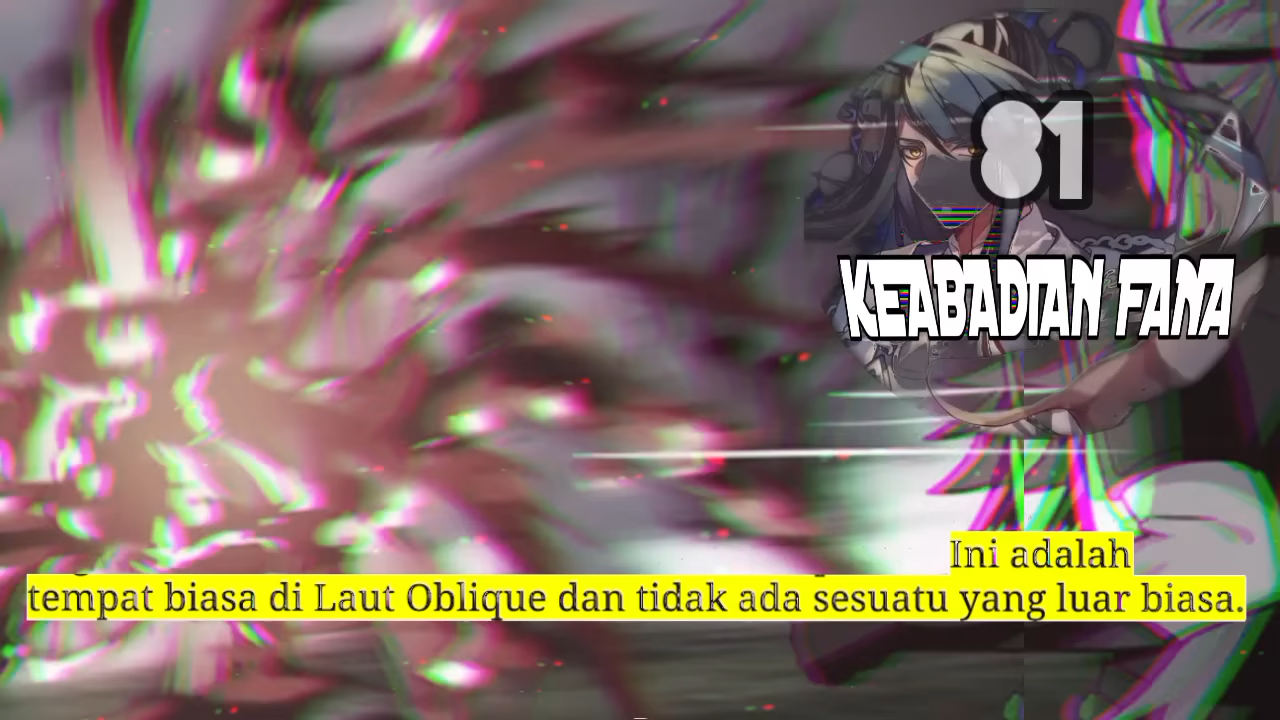 81
KEABADIAN FANA
Ini adalah
tempat biasa di Laut Oblique dan tidak ada sesuatu yang luar biasa.